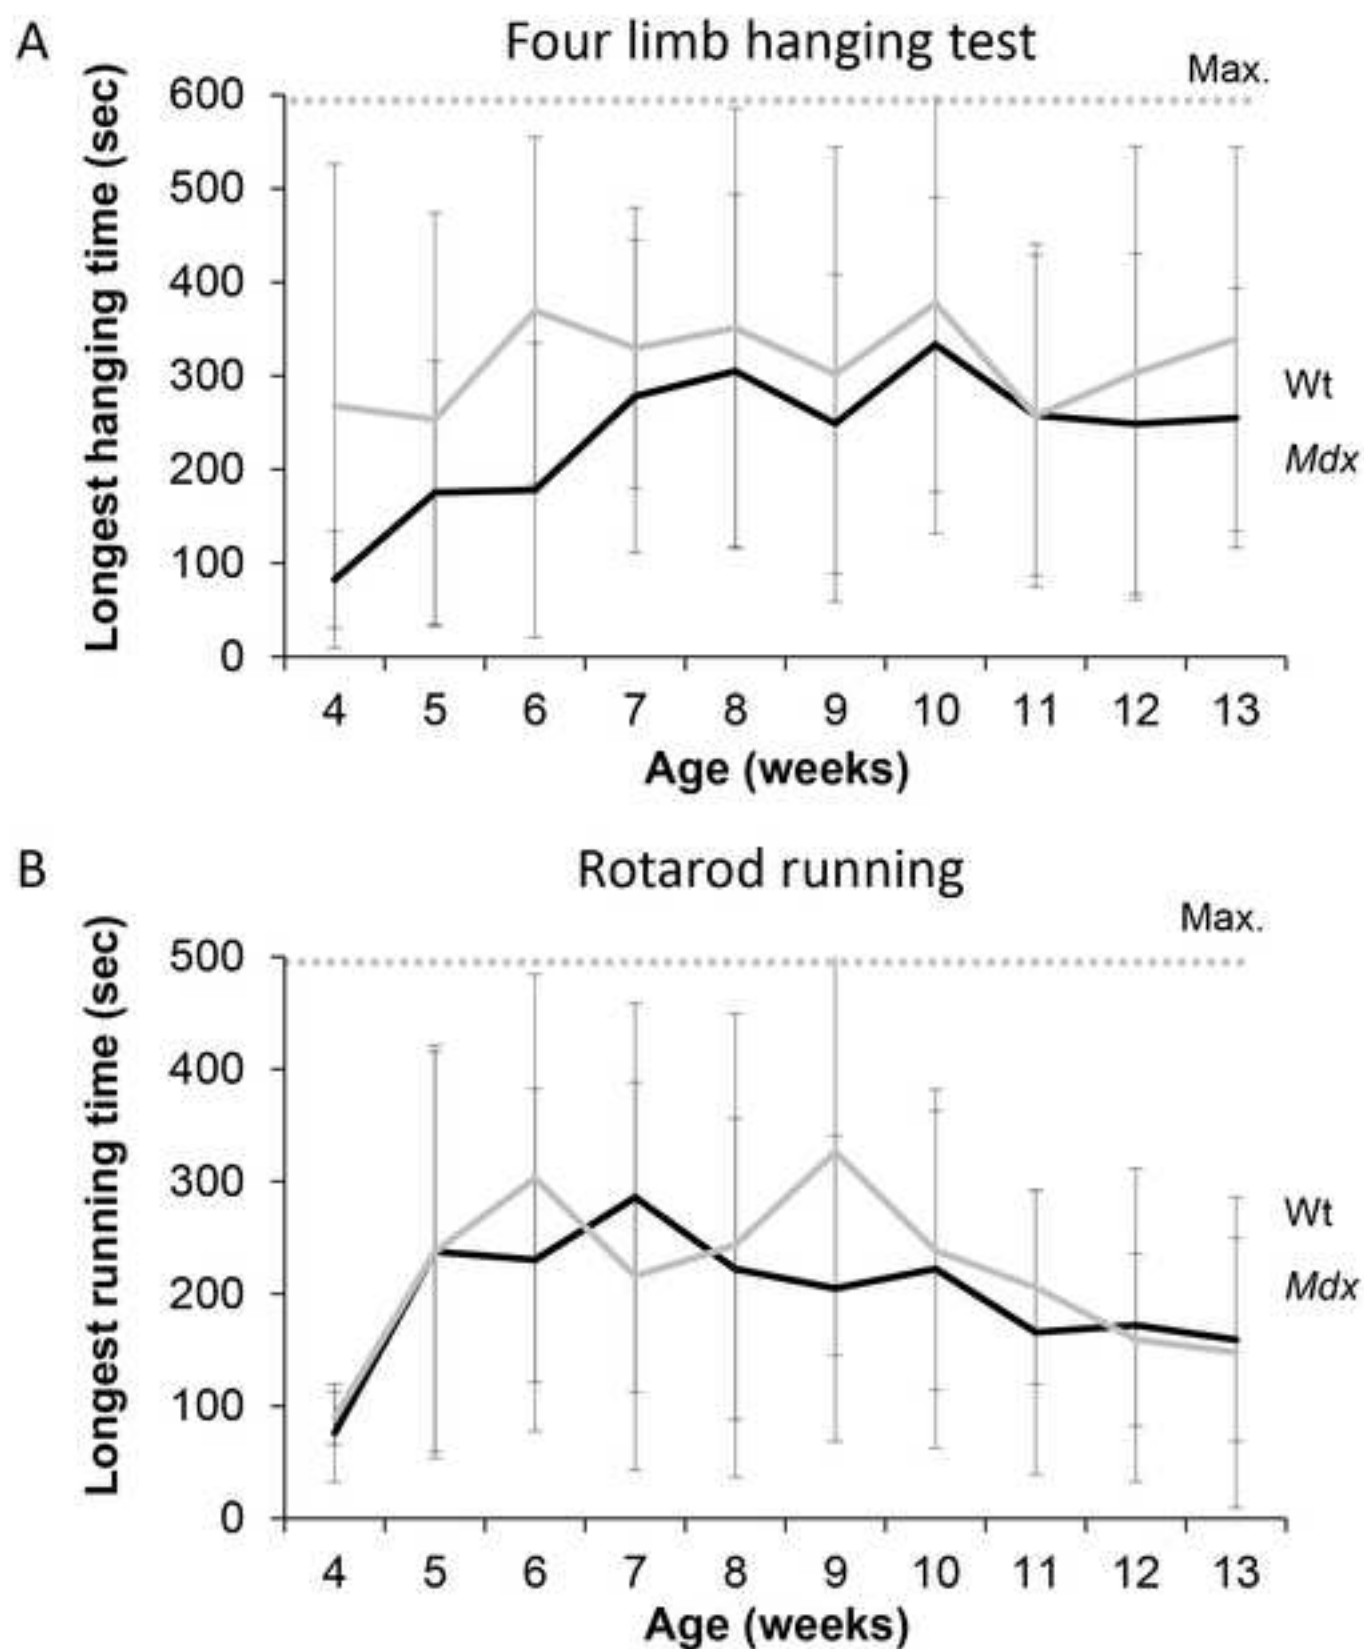 A
Four limb hanging test
Max.
Longest hanging time (sec)
600
500
400
300
200
100
0
Wt
Mdx
4 5 6 7 8 9 10 11 12 13
Age (weeks)
B
Rotarod running
Max.
Longest running time (sec)
500
400
300
200
100
0
Wt
Mdx
4 5 6 7 8 9 10 11 12 13
Age (weeks)